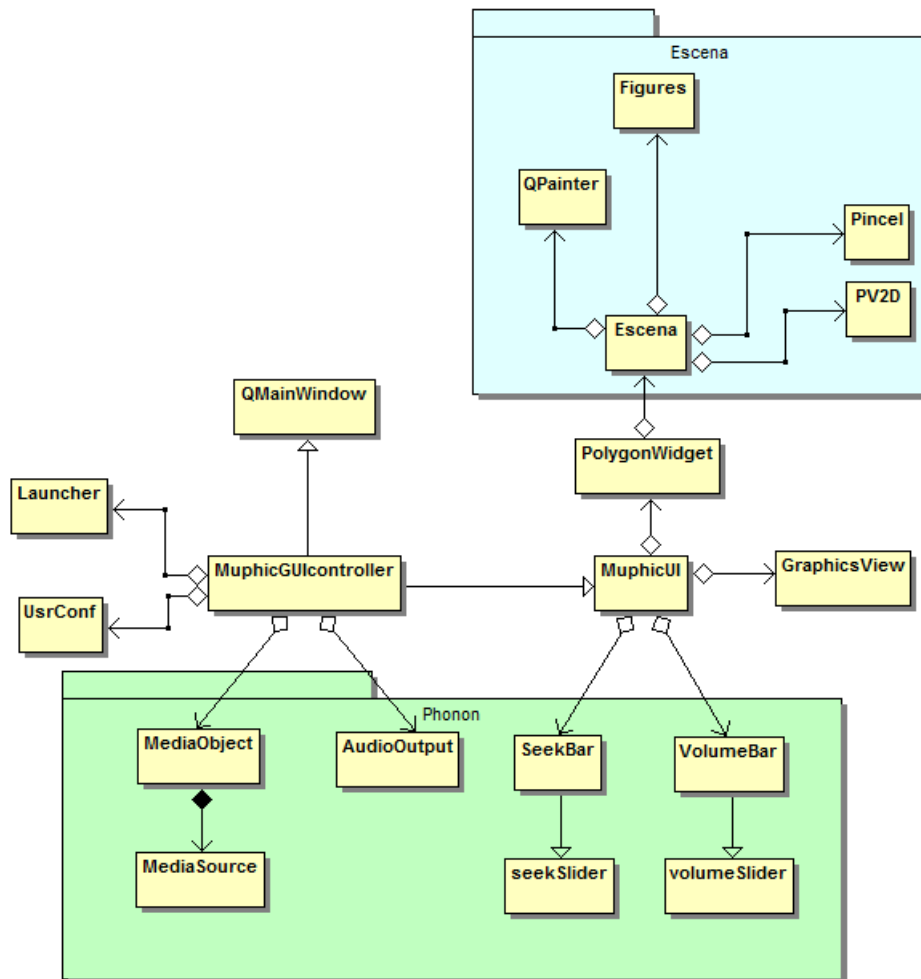 Escena
Figures
QPainter
Pincel
PV2D
Escena
QMainWindow
PolygonWidget
Launcher
MuphicGUIcontroller
MuphicUI
GraphicsView
UsrConf
Phonon
MediaObject
AudioOutput
SeekBar
VolumeBar
MediaSource
seekSlider
volumeSlider